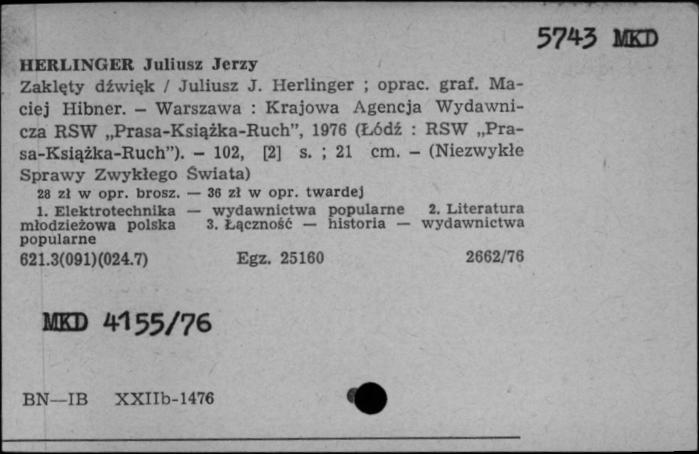 5743 MKD
HERLINGER Juliusz Jerzy
Zaklęty dźwięk / Juliusz J. Herlinger ; oprac. graf. Ma-
ciej Hibner. — Warszawa : Krajowa Agencja Wydawni-
cza RSW „Prasa-Książka-Ruch”, 1976 (Łódź : RSW „Pra-
sa-Książka-Ruch”). — 102, [2] s. ; 21 cm. — (Niezwykłe
Sprawy Zwykłego Świata)
28 zł w opr. brosz. — 36 zł w opr. twardej
1. Elektrotechnika — wydawnictwa popularne 2. Literatura
młodzieżowa polska 3. Łączność — historia — wydawnictwa
popularne
621.3(091)(024.7) Egz. 25160 2662/76
MKD 4155/76
BN—IB XXIIb-1476